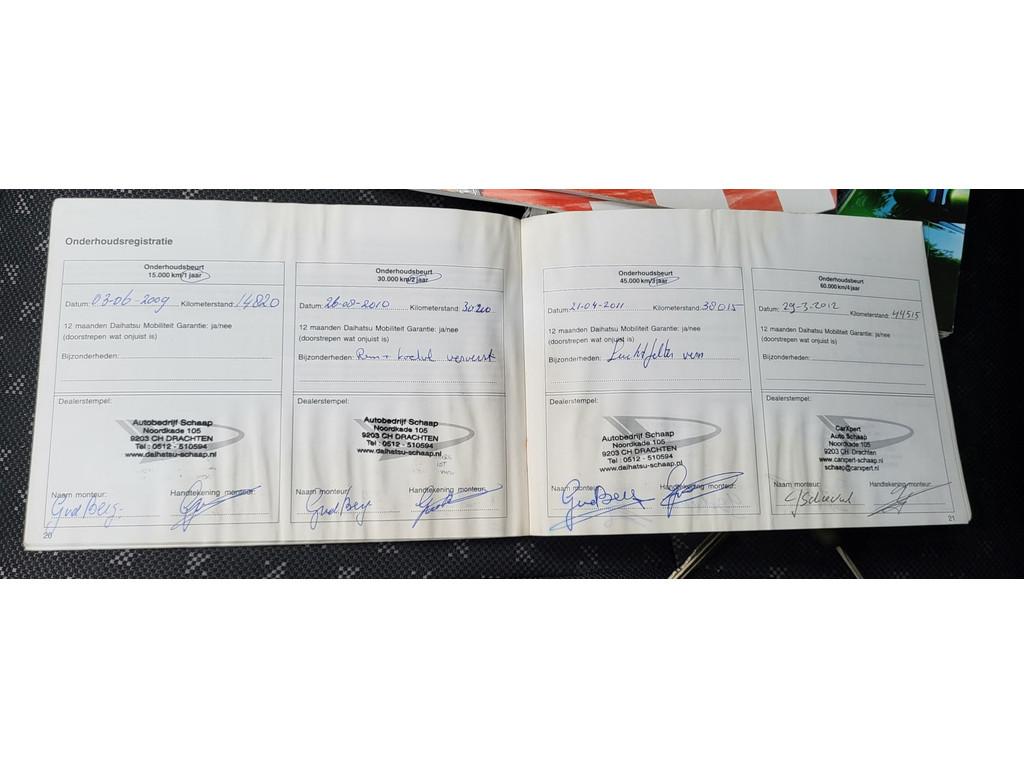 Onderhoudsregistratie
Onderhoudsbeurt
15.000 km/1 jaar
Datum: 03-06-2009 Kilometerstand: 14820
12 maanden Daihatsu Mobiliteit Garantie: ja/nee
(doorstrepen wat onjuist is)
Bijzonderheden:
Dealerstempel:
Autobedrijf Schaap
Noordkade 105
9203 CH DRACHTEN
Tel : 0512 - 510594
www.daihatsu-schaap.nl
Naam monteur: Handtekening monteur:
Gvd Berg.
20
Onderhoudsbeurt
30.000 km/2 jaar
Datum: 26-08-2010 Kilometerstand: 30210
12 maanden Daihatsu Mobiliteit Garantie: ja/nee
(doorstrepen wat onjuist is)
Bijzonderheden: Rem + koelvl ververst
Dealerstempel:
Autobedrijf Schaap
Noordkade 105
9203 CH DRACHTEN
Tel : 0512 - 510594
www.daihatsu-schaap.nl
Naam monteur: Handtekening monteur:
Gvd Berg
Onderhoudsbeurt
45.000 km/3 jaar
Datum: 21-04-2011 Kilometerstand: 38015
12 maanden Daihatsu Mobiliteit Garantie: ja/nee
(doorstrepen wat onjuist is)
Bijzonderheden: Luchtfilter vern
Dealerstempel:
Autobedrijf Schaap
Noordkade 105
9203 CH DRACHTEN
Tel : 0512 - 510594
www.daihatsu-schaap.nl
Naam monteur: Handtekening monteur:
Gvd Berg
Onderhoudsbeurt
60.000 km/4 jaar
Datum: 29-3-2012 Kilometerstand: 44515
12 maanden Daihatsu Mobiliteit Garantie: ja/nee
(doorstrepen wat onjuist is)
Bijzonderheden:
Dealerstempel:
CarXpert
Auto Schaap
Noordkade 105
9203 CH Drachten
www.carxpert.nl
schaap@carxpert.nl
Naam monteur: Handtekening monteur:
21